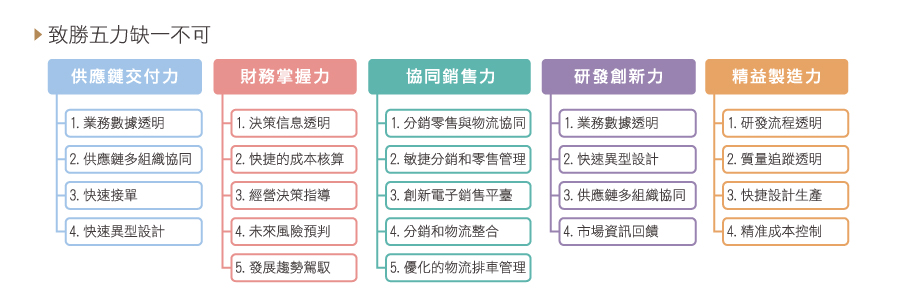 致勝五力缺一不可
供應鏈交付力
1. 業務數據透明
2. 供應鏈多組織協同
3. 快速接單
4. 快速異型設計
財務掌握力
1. 決策信息透明
2. 快捷的成本核算
3. 經營決策指導
4. 未來風險預判
5. 發展趨勢駕馭
協同銷售力
1. 分銷零售與物流協同
2. 敏捷分銷和零售管理
3. 創新電子銷售平臺
4. 分銷和物流整合
5. 優化的物流排車管理
研發創新力
1. 業務數據透明
2. 快速異型設計
3. 供應鏈多組織協同
4. 市場資訊回饋
精益製造力
1. 研發流程透明
2. 質量追蹤透明
3. 快捷設計生產
4. 精准成本控制